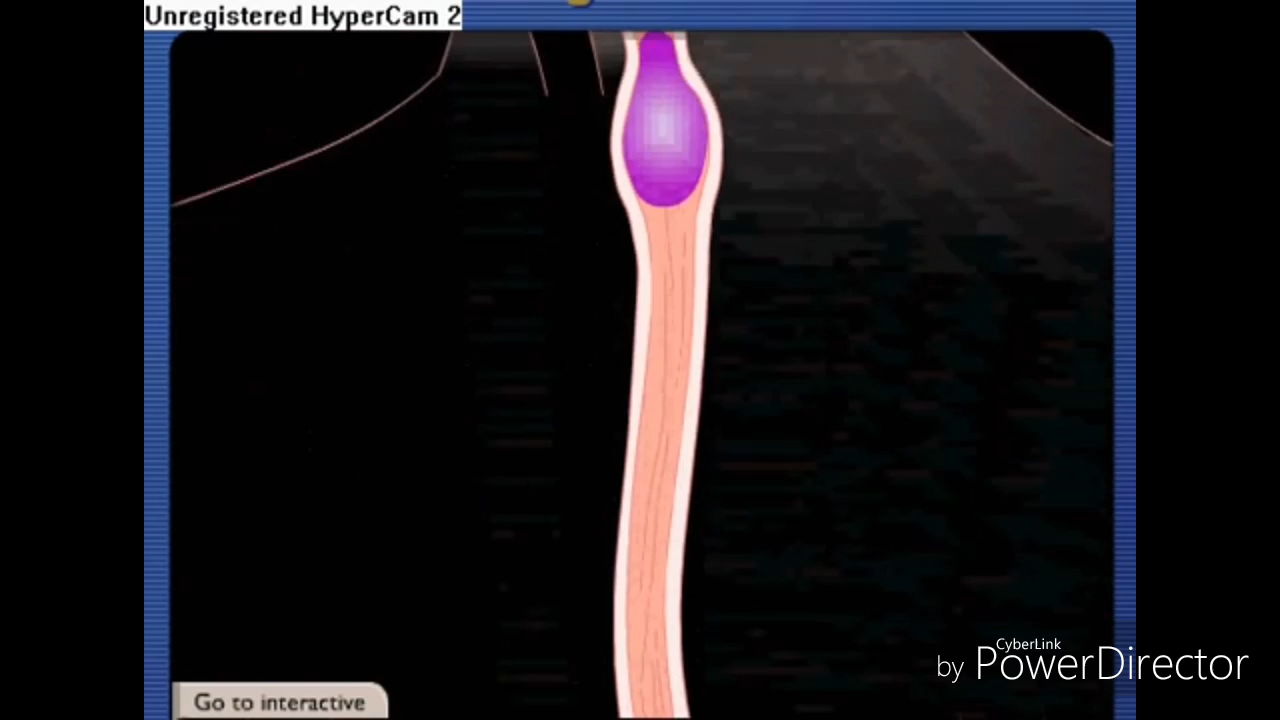 Unregistered HyperCam 2
CyberLink
by PowerDirector
Go to interactive